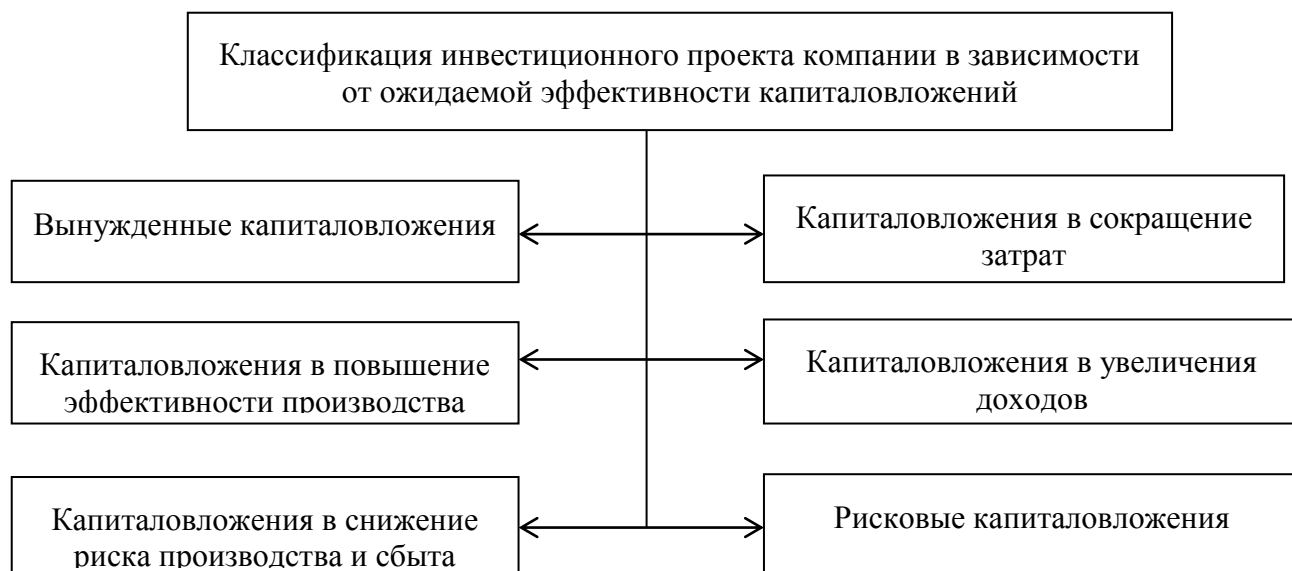 Классификация инвестиционного проекта компании в зависимости
от ожидаемой эффективности капиталовложений
Вынужденные капиталовложения
Капиталовложения в сокращение
затрат
Капиталовложения в повышение
эффективности производства
Капиталовложения в увеличения
доходов
Капиталовложения в снижение
риска производства и сбыта
Рисковые капиталовложения